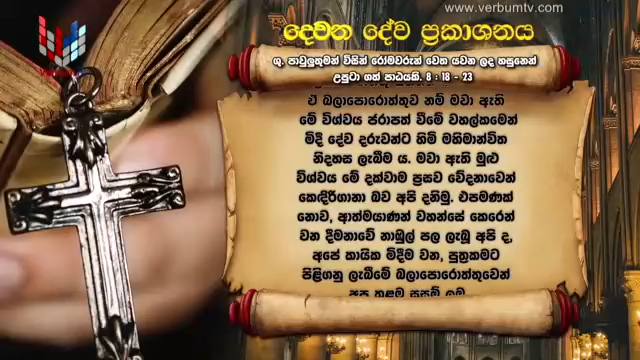 www.verbumtv.com
VerbumTV
දෙවන දේව ප්‍රකාශනය
ශු. පාවුලුතුමන් විසින් රෝමවරුන් වෙත යවන ලද හසුනෙන්
උපුටා ගත් පාඨයකි. 8 : 18 - 23
ඒ බලාපොරොත්තුව නම් මවා ඇති
මේ විශ්වය ජරාපත් වීමේ වහල්කමෙන්
මිදී දේව දරුවන්ට හිමි මහිමාන්විත
නිදහස ලැබීම ය. මවා ඇති මුළු
විශ්වය මේ දක්වාම ප්‍රසව වේදනාවෙන්
කෙඳිරිගානා බව අපි දනිමු. එපමණක්
නොව, ආත්මයාණන් වහන්සේ කෙරෙන්
වන දීමනාවේ නාඹුල් පල ලැබූ අපි ද,
අපේ කායික මිදීම වන, පුත්‍රකමට
පිළිගනු ලැබීමේ බලාපොරොත්තුවෙන්